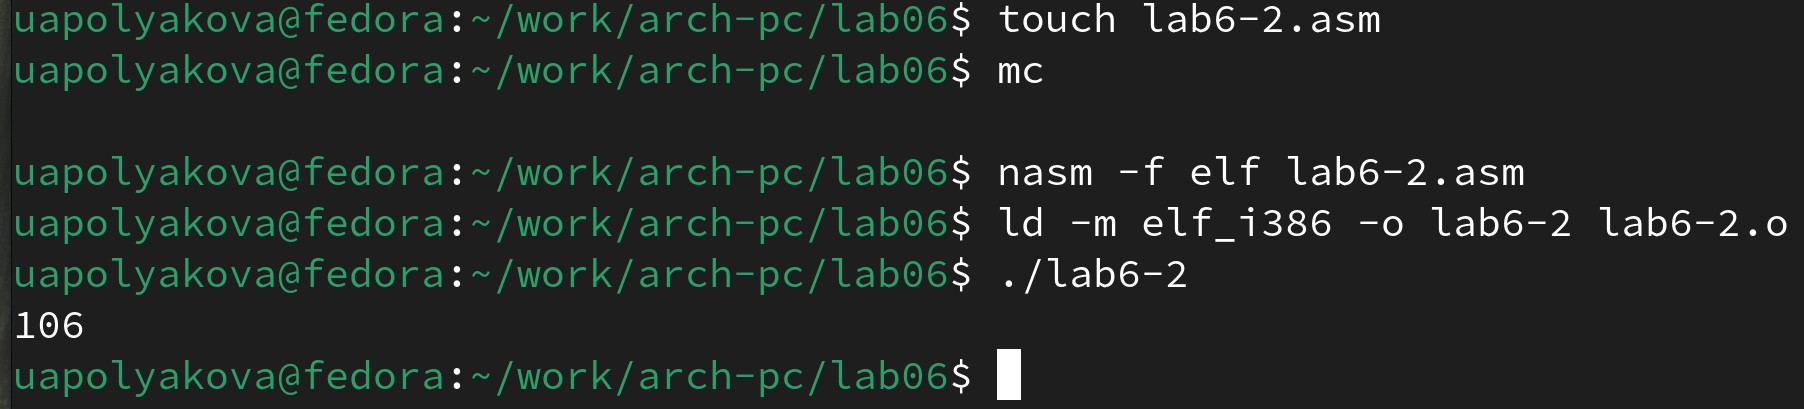 uapolyakova@fedora:~/work/arch-pc/lab06$ touch lab6-2.asm
uapolyakova@fedora:~/work/arch-pc/lab06$ mc
uapolyakova@fedora:~/work/arch-pc/lab06$ nasm -f elf lab6-2.asm
uapolyakova@fedora:~/work/arch-pc/lab06$ ld -m elf_i386 -o lab6-2 lab6-2.o
uapolyakova@fedora:~/work/arch-pc/lab06$ ./lab6-2
106
uapolyakova@fedora:~/work/arch-pc/lab06$